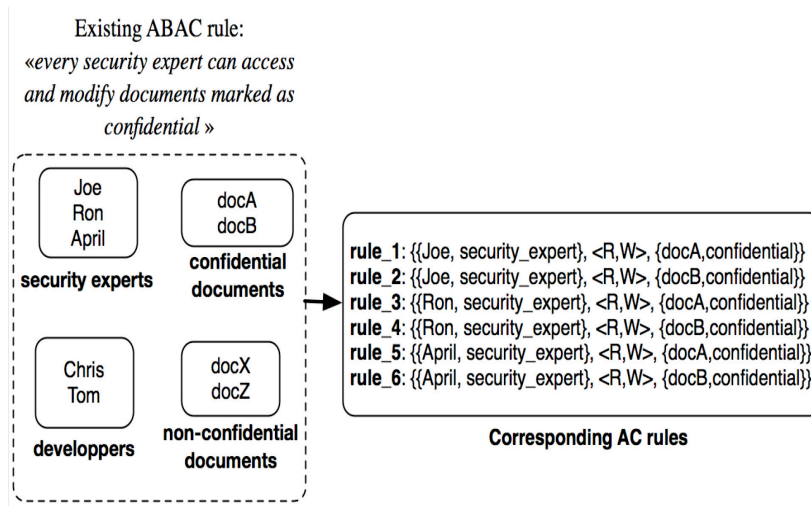 Existing ABAC rule:
«every security expert can access
and modify documents marked as
confidential »
Joe
Ron
April
security experts
docA
docB
confidential
documents
Chris
Tom
developpers
docX
docZ
non-confidential
documents
rule_1: {{Joe, security_expert}, <R,W>, {docA,confidential}}
rule_2: {{Joe, security_expert}, <R,W>, {docB,confidential}}
rule_3: {{Ron, security_expert}, <R,W>, {docA,confidential}}
rule_4: {{Ron, security_expert}, <R,W>, {docB,confidential}}
rule_5: {{April, security_expert}, <R,W>, {docA,confidential}}
rule_6: {{April, security_expert}, <R,W>, {docB,confidential}}
Corresponding AC rules